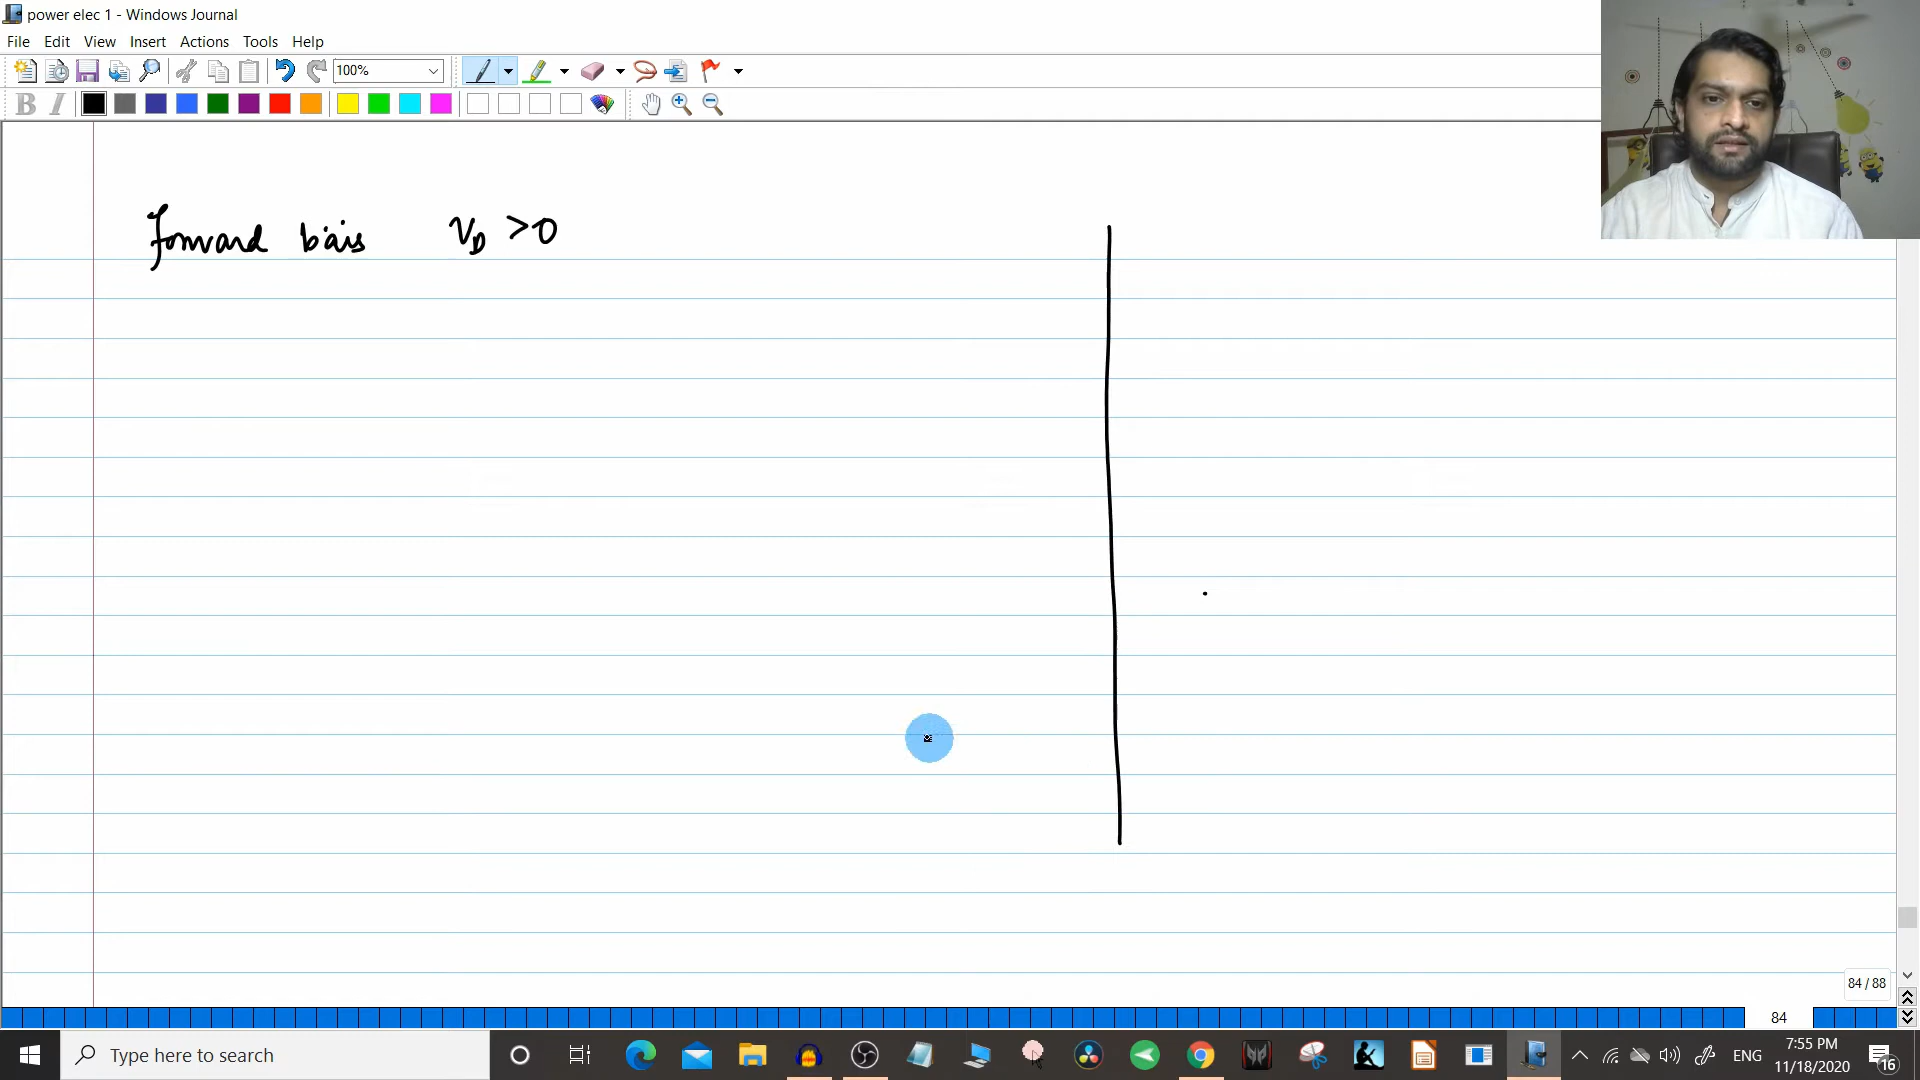 power elec 1 - Windows Journal
File Edit View Insert Actions Tools Help
100%
B I
forward bias V_D >0
84 / 88
84
Type here to search
ENG
7:55 PM
11/18/2020
16